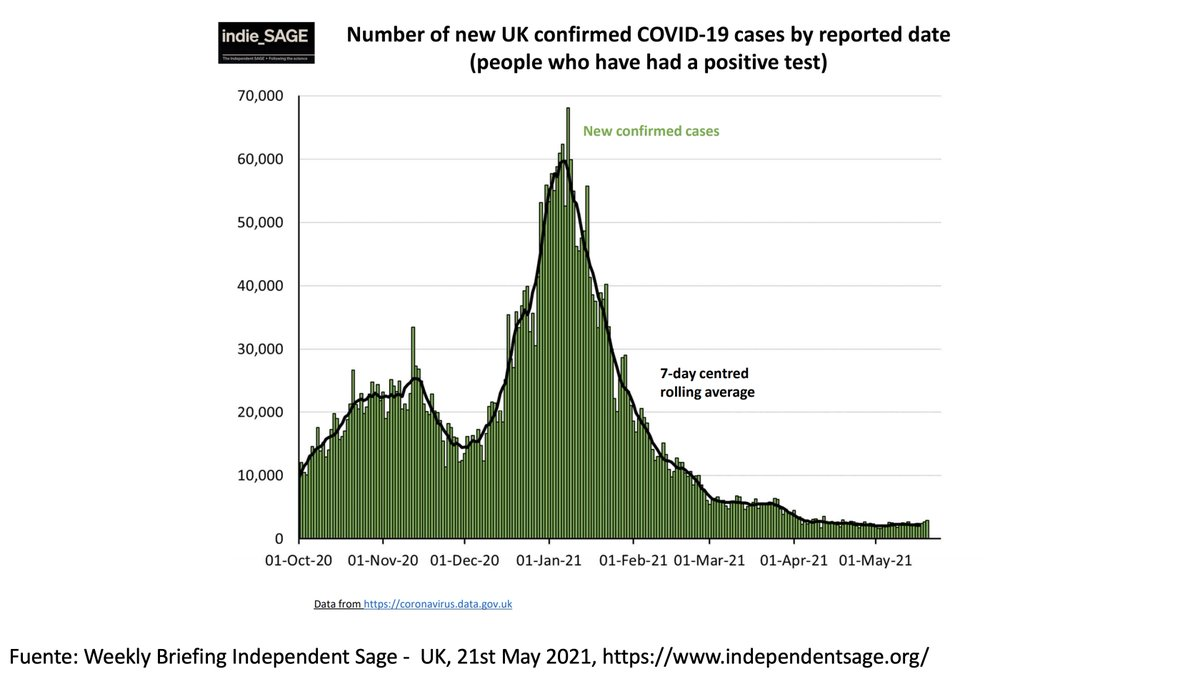 indie_SAGE
The Independent SAGE • Following the science
Number of new UK confirmed COVID-19 cases by reported date
(people who have had a positive test)
70,000
New confirmed cases
60,000
50,000
40,000
30,000
7-day centred
rolling average
20,000
10,000
0
01-Oct-20 01-Nov-20 01-Dec-20 01-Jan-21 01-Feb-21 01-Mar-21 01-Apr-21 01-May-21
Data from https://coronavirus.data.gov.uk
Fuente: Weekly Briefing Independent Sage - UK, 21st May 2021, https://www.independentsage.org/